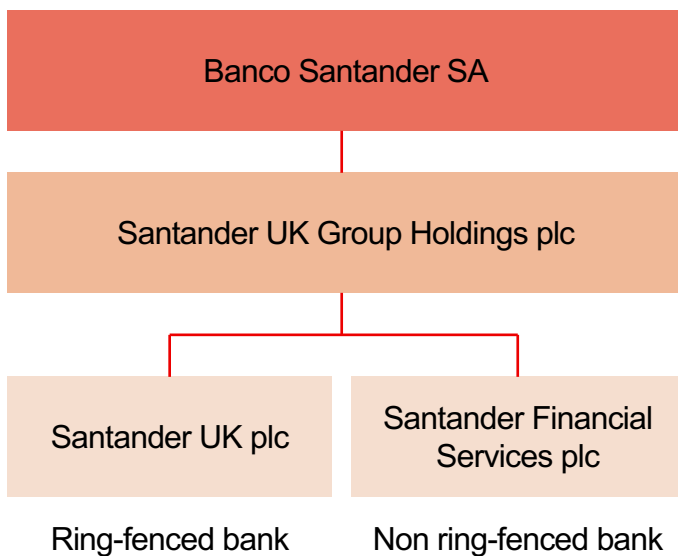 Banco Santander SA
Santander UK Group Holdings plc
Santander UK plc
Santander Financial
Services plc
Ring-fenced bank
Non ring-fenced bank